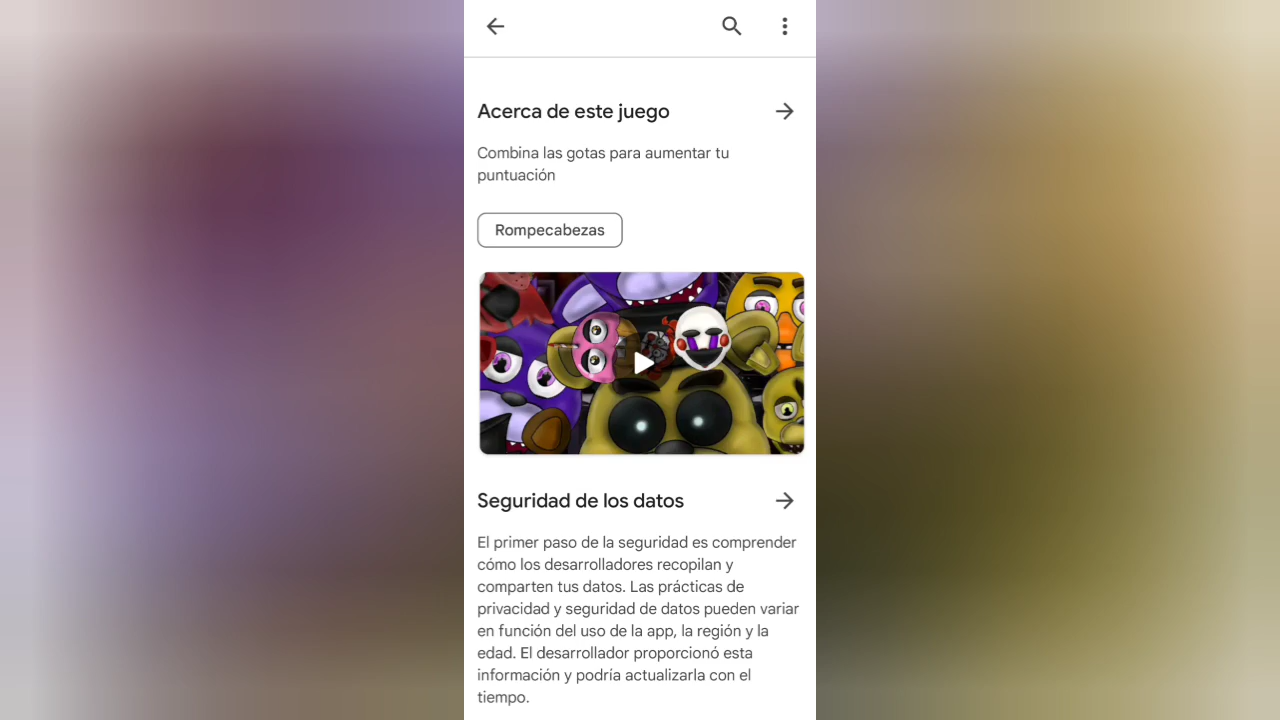 Acerca de este juego
Combina las gotas para aumentar tu
puntuación
Rompecabezas
Seguridad de los datos
El primer paso de la seguridad es comprender
cómo los desarrolladores recopilan y
comparten tus datos. Las prácticas de
privacidad y seguridad de datos pueden variar
en función del uso de la app, la región y la
edad. El desarrollador proporcionó esta
información y podría actualizarla con el
tiempo.